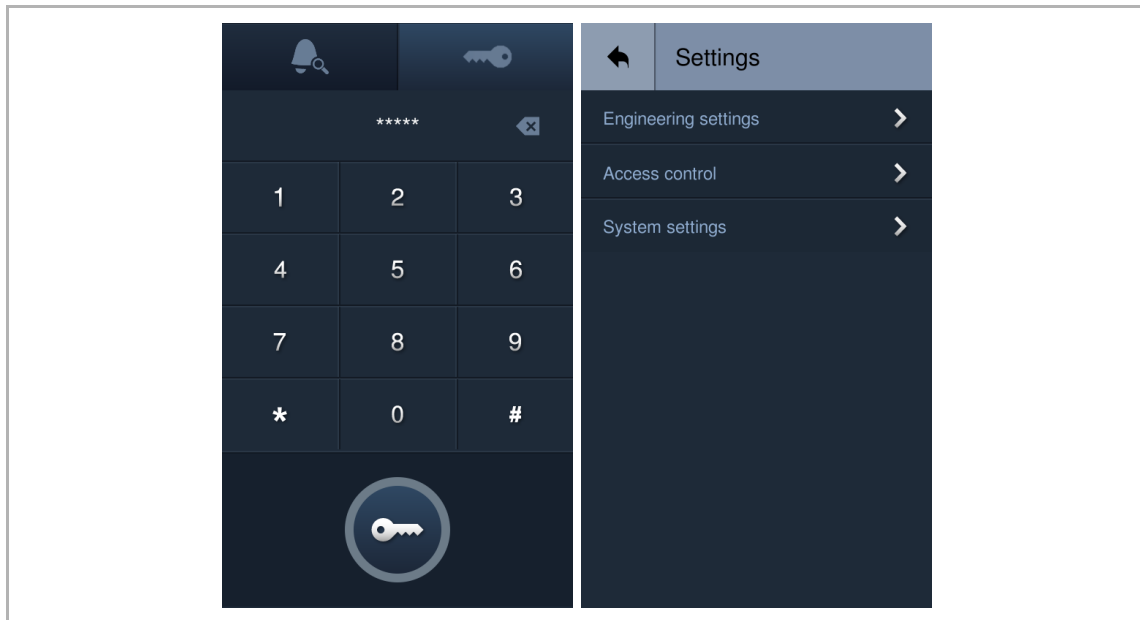 *****
1 2 3
4 5 6
7 8 9
* 0 #
Settings
Engineering settings
Access control
System settings